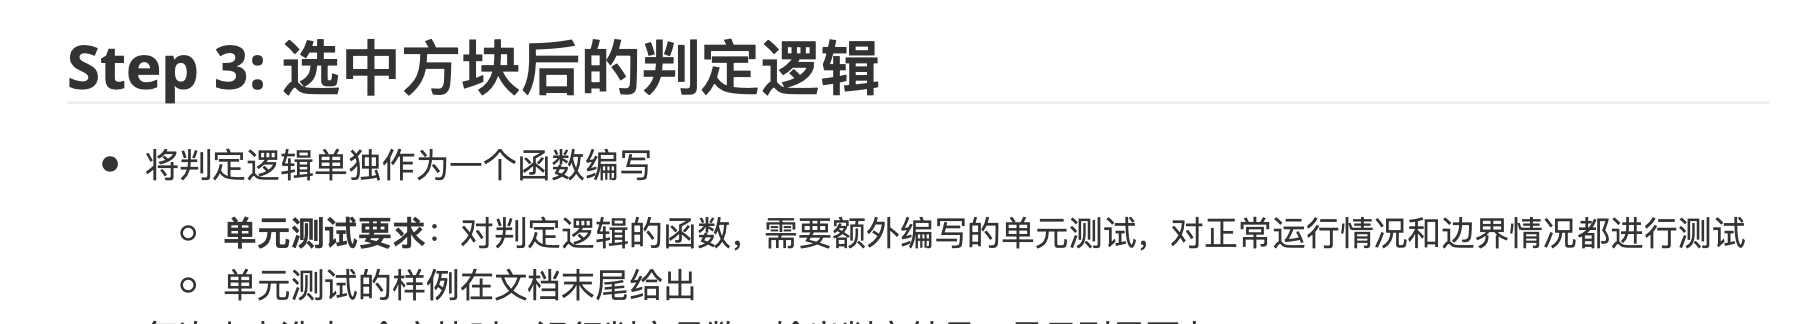 Step 3: 选中方块后的判定逻辑
将判定逻辑单独作为一个函数编写
单元测试要求：对判定逻辑的函数，需要额外编写的单元测试，对正常运行情况和边界情况都进行测试
单元测试的样例在文档末尾给出